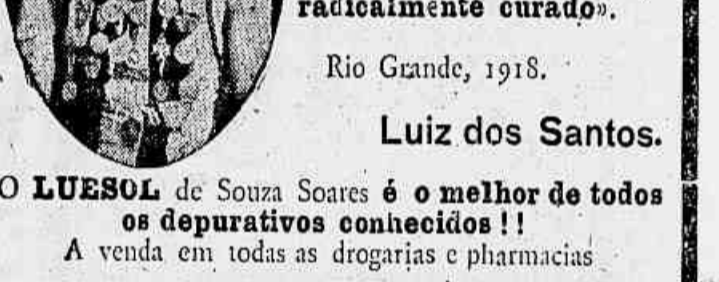 radicalmente curado».
Rio Grande, 1918.
Luiz dos Santos.
O LUESOL de Souza Soares é o melhor de todos
os depurativos conhecidos !!
A venda em todas as drogarias e pharmacias